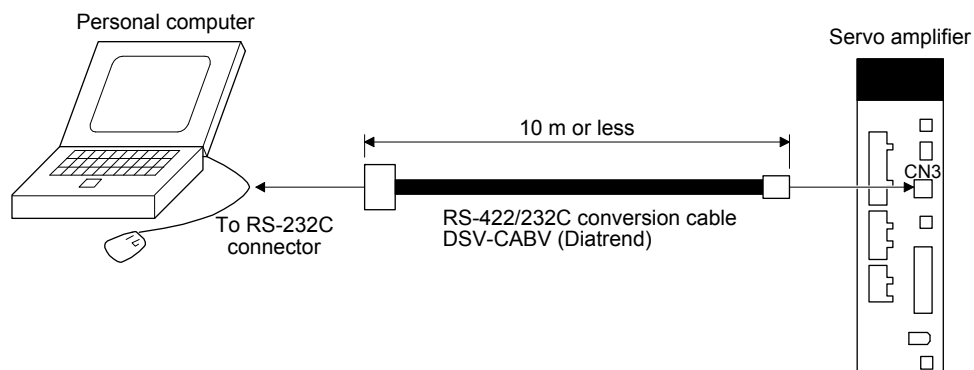 Personal computer
Servo amplifier
10 m or less
CN3
To RS-232C
connector
RS-422/232C conversion cable
DSV-CABV (Diatrend)